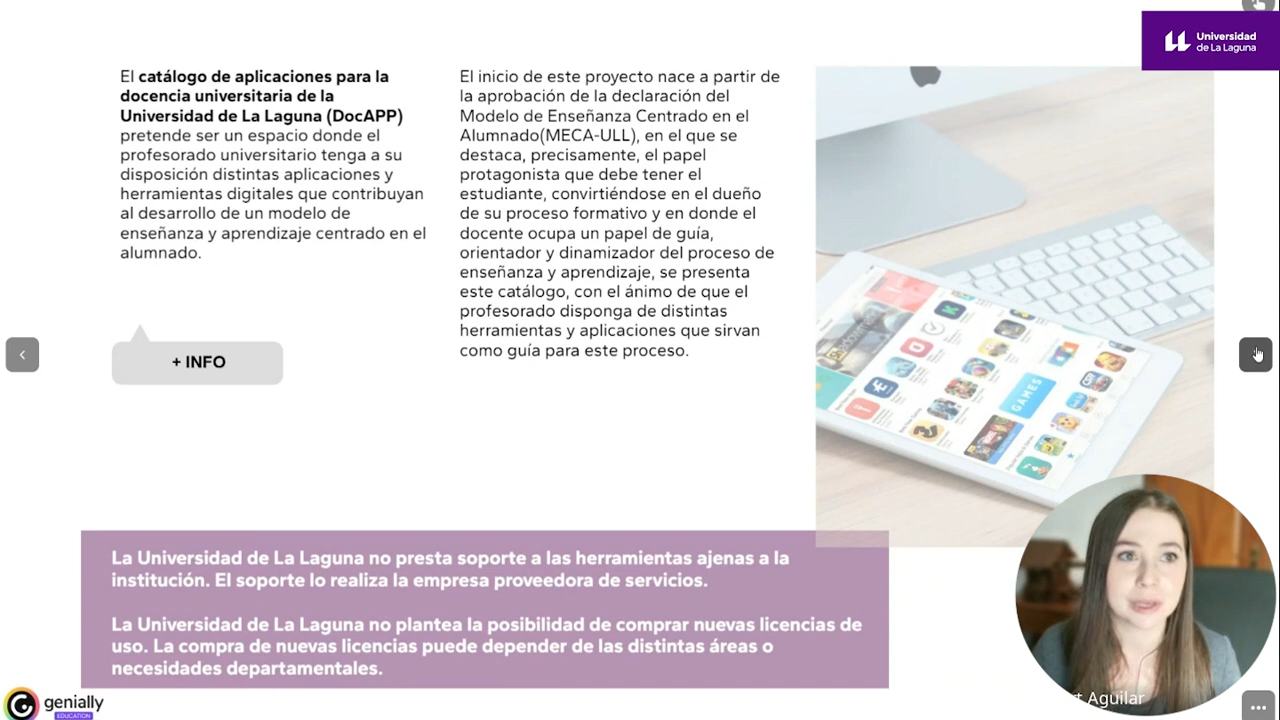 Universidad
de La Laguna
El catálogo de aplicaciones para la
docencia universitaria de la
Universidad de La Laguna (DocAPP)
pretende ser un espacio donde el
profesorado universitario tenga a su
disposición distintas aplicaciones y
herramientas digitales que contribuyan
al desarrollo de un modelo de
enseñanza y aprendizaje centrado en el
alumnado.
+ INFO
El inicio de este proyecto nace a partir de
la aprobación de la declaración del
Modelo de Enseñanza Centrado en el
Alumnado(MECA-ULL), en el que se
destaca, precisamente, el papel
protagonista que debe tener el
estudiante, convirtiéndose en el dueño
de su proceso formativo y en donde el
docente ocupa un papel de guía,
orientador y dinamizador del proceso de
enseñanza y aprendizaje, se presenta
este catálogo, con el ánimo de que el
profesorado disponga de distintas
herramientas y aplicaciones que sirvan
como guía para este proceso.
GAMES
La Universidad de La Laguna no presta soporte a las herramientas ajenas a la
institución. El soporte lo realiza la empresa proveedora de servicios.
La Universidad de La Laguna no plantea la posibilidad de comprar nuevas licencias de
uso. La compra de nuevas licencias puede depender de las distintas áreas o
necesidades departamentales.
Aguilar
genially
EDUCATION